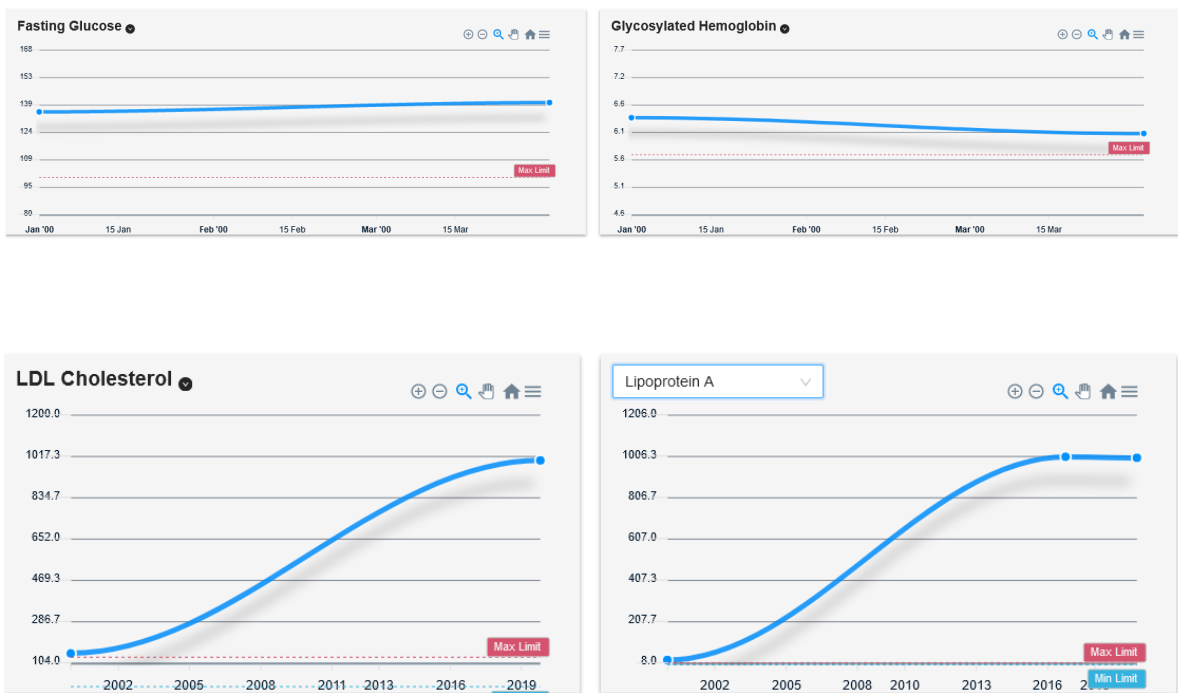 Fasting Glucose
168
153
139
124
109
95
80
Max Limit
Jan '00 15 Jan Feb '00 15 Feb Mar '00 15 Mar
Glycosylated Hemoglobin
7.7
7.2
6.6
6.1
5.6
5.1
4.6
Max Limit
Jan '00 15 Jan Feb '00 15 Feb Mar '00 15 Mar
LDL Cholesterol
1200.0
1017.3
834.7
652.0
469.3
286.7
104.0
Max Limit
2002 2005 2008 2011 2013 2016 2019
Lipoprotein A
1206.0
1006.3
806.7
607.0
407.3
207.7
8.0
Max Limit
Min Limit
2002 2005 2008 2010 2013 2016